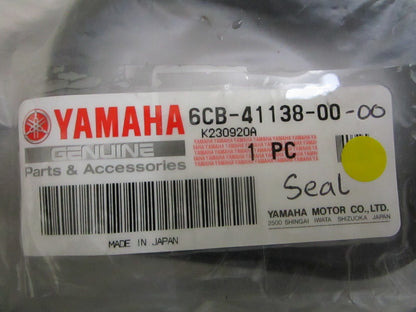 YAMAHA 6CB-41138-00-00
K230920A
GENUINE
Parts & Accessories
1 PC
Seal
YAMAHA MOTOR CO., LTD.
2500 SHINGAI IWATA SHIZUOKA JAPAN
MADE IN JAPAN